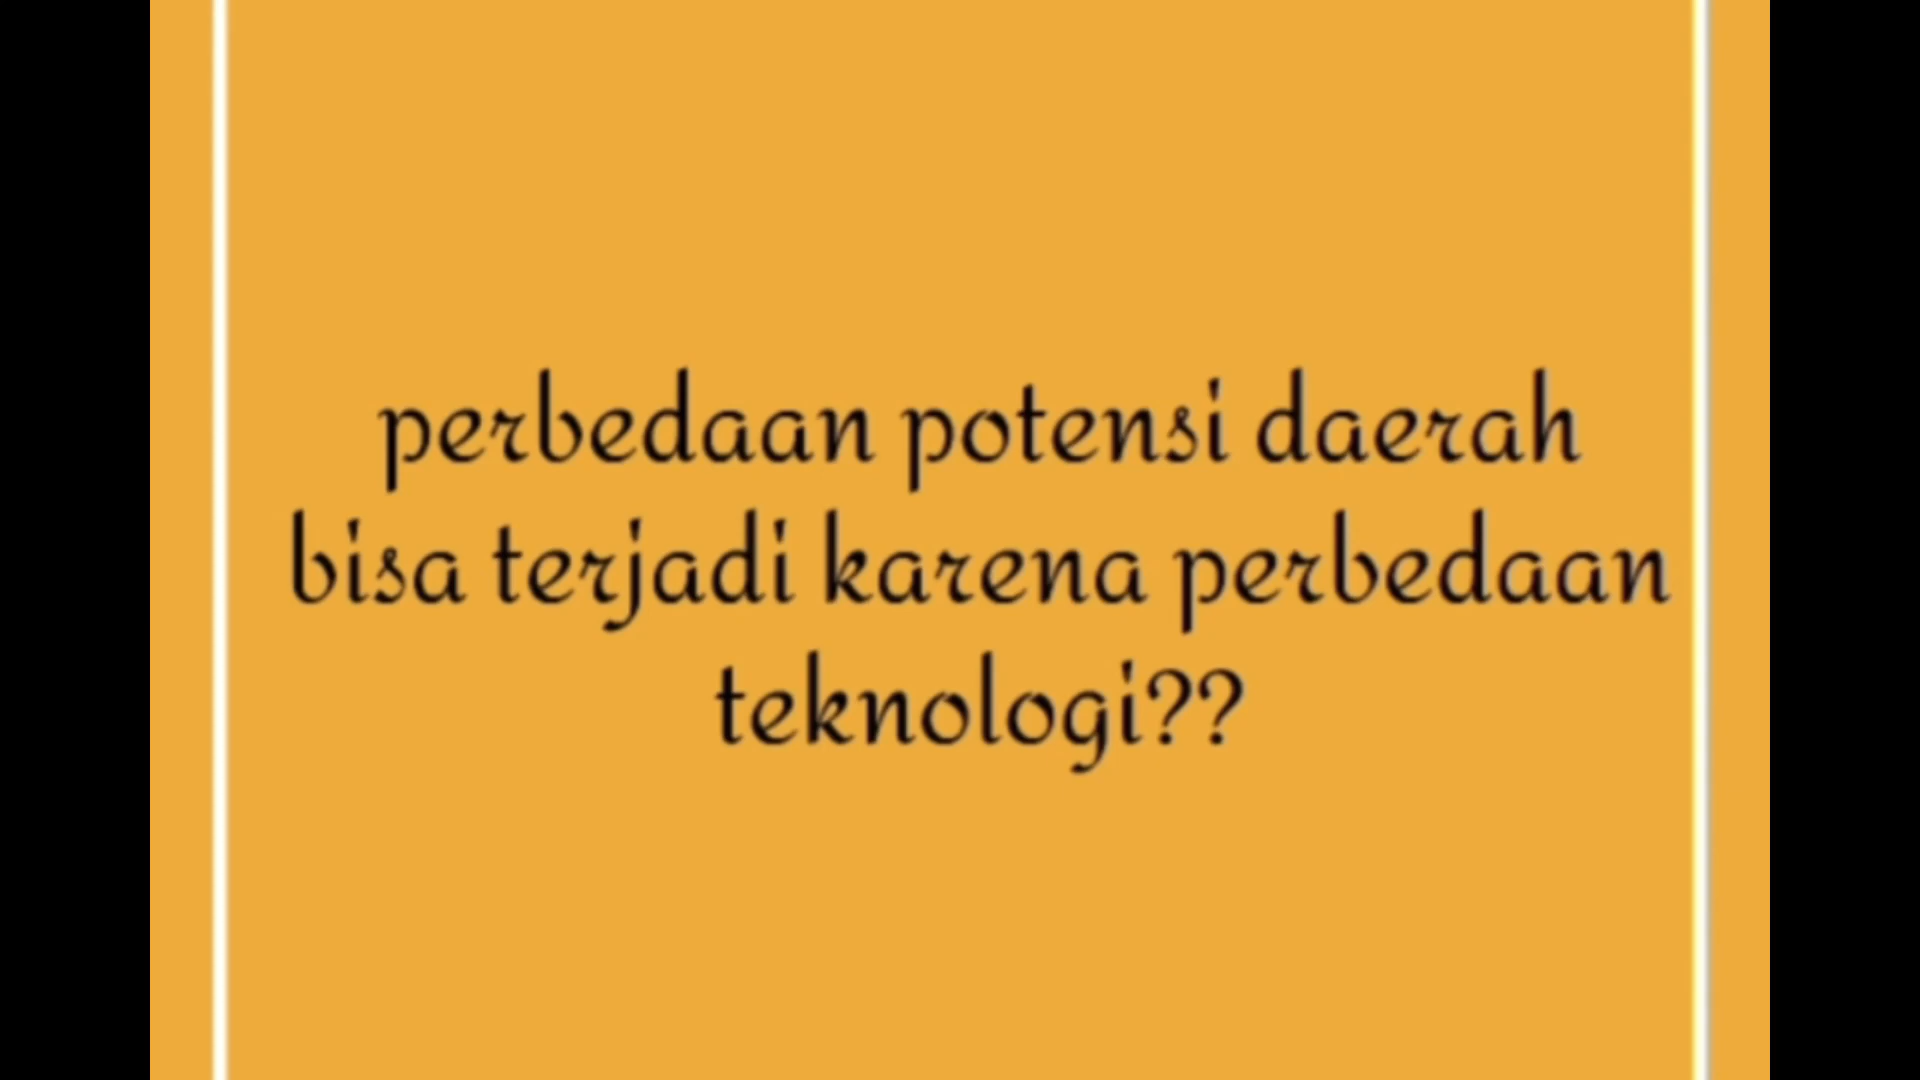 perbedaan potensi daerah
bisa terjadi karena perbedaan
teknologi??